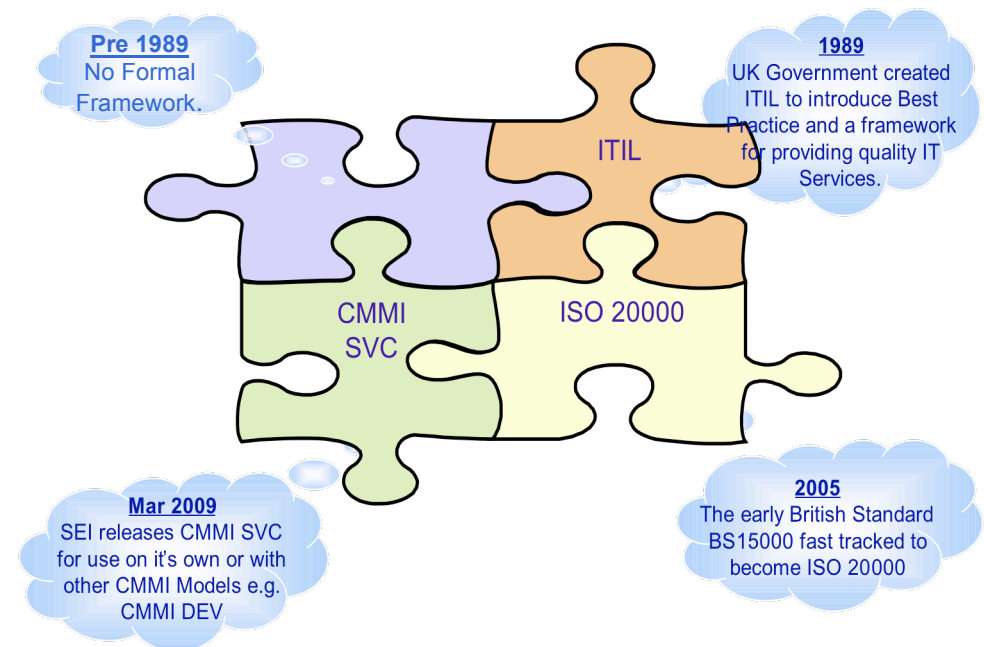 Pre 1989
No Formal
Framework.
1989
UK Government created
ITIL to introduce Best
Practice and a framework
for providing quality IT
Services.
ITIL
CMMI
SVC
ISO 20000
Mar 2009
SEI releases CMMI SVC
for use on it's own or with
other CMMI Models e.g.
CMMI DEV
2005
The early British Standard
BS15000 fast tracked to
become ISO 20000